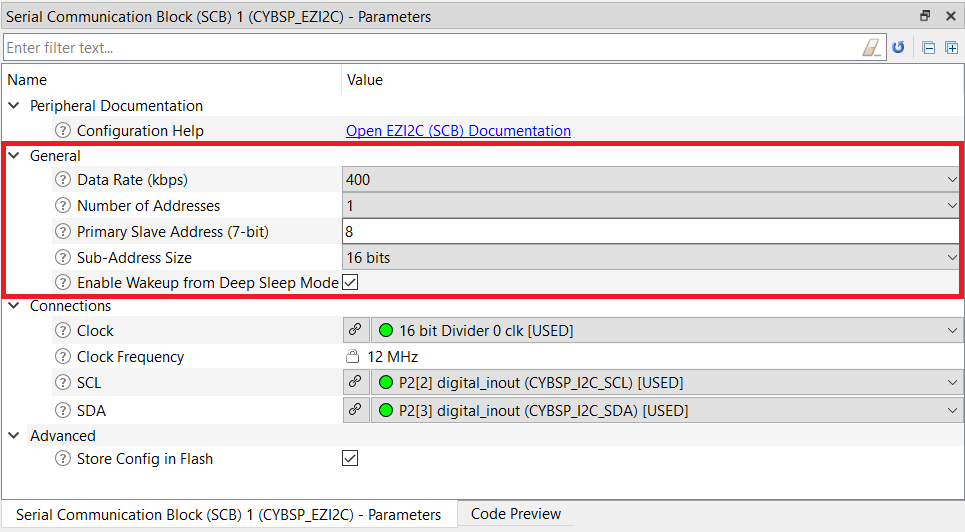 Serial Communication Block (SCB) 1 (CYBSP_EZI2C) - Parameters
Enter filter text...
Name Value
Peripheral Documentation
? Configuration Help Open EZI2C (SCB) Documentation
General
? Data Rate (kbps) 400
? Number of Addresses 1
? Primary Slave Address (7-bit) 8
? Sub-Address Size 16 bits
? Enable Wakeup from Deep Sleep Mode
Connections
? Clock 16 bit Divider 0 clk [USED]
? Clock Frequency 12 MHz
? SCL P2[2] digital_inout (CYBSP_I2C_SCL) [USED]
? SDA P2[3] digital_inout (CYBSP_I2C_SDA) [USED]
Advanced
? Store Config in Flash
Serial Communication Block (SCB) 1 (CYBSP_EZI2C) - Parameters Code Preview